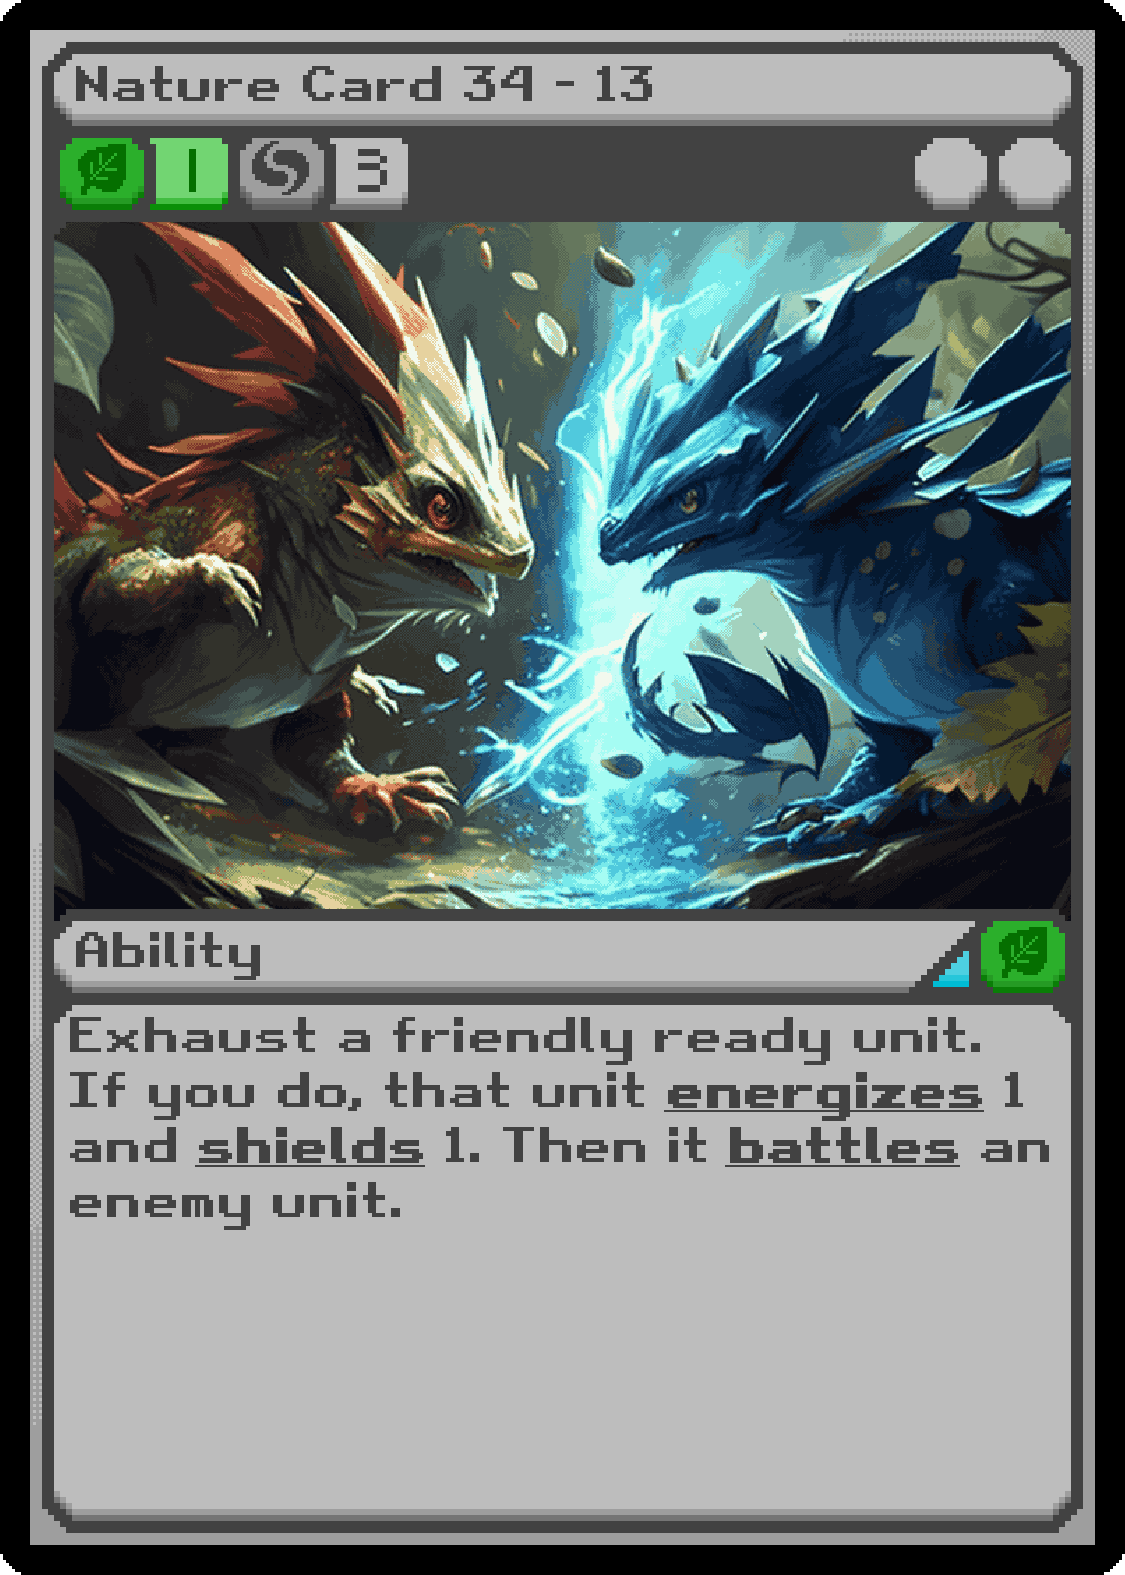 Nature Card 34 - 13
1 3
Ability
Exhaust a friendly ready unit.
If you do, that unit energizes 1
and shields 1. Then it battles an
enemy unit.